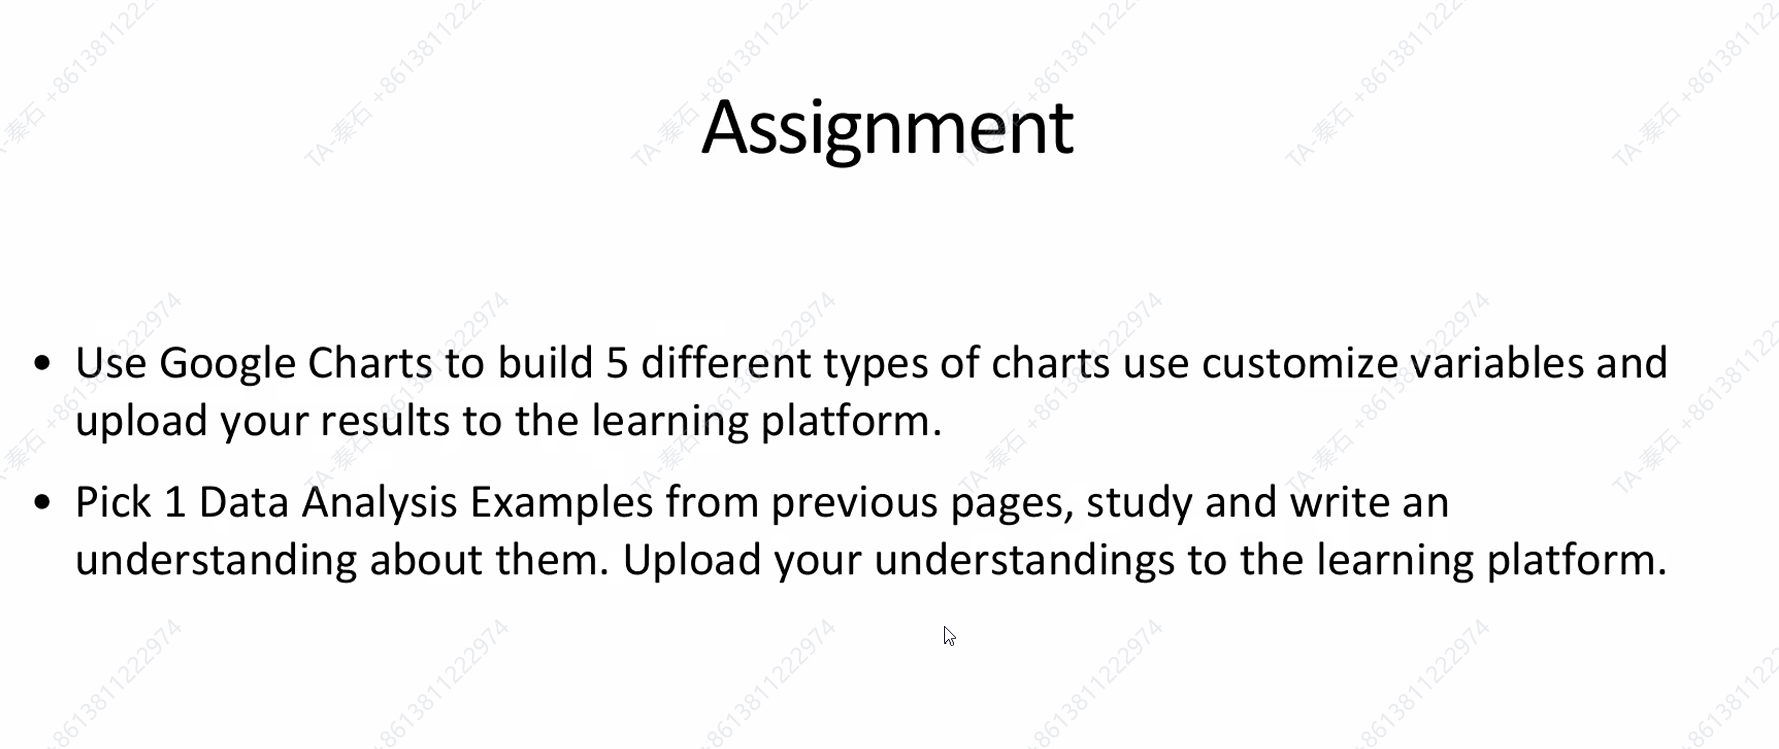 Assignment
• Use Google Charts to build 5 different types of charts use customize variables and
upload your results to the learning platform.
• Pick 1 Data Analysis Examples from previous pages, study and write an
understanding about them. Upload your understandings to the learning platform.
TA-秦石 +8613811222974